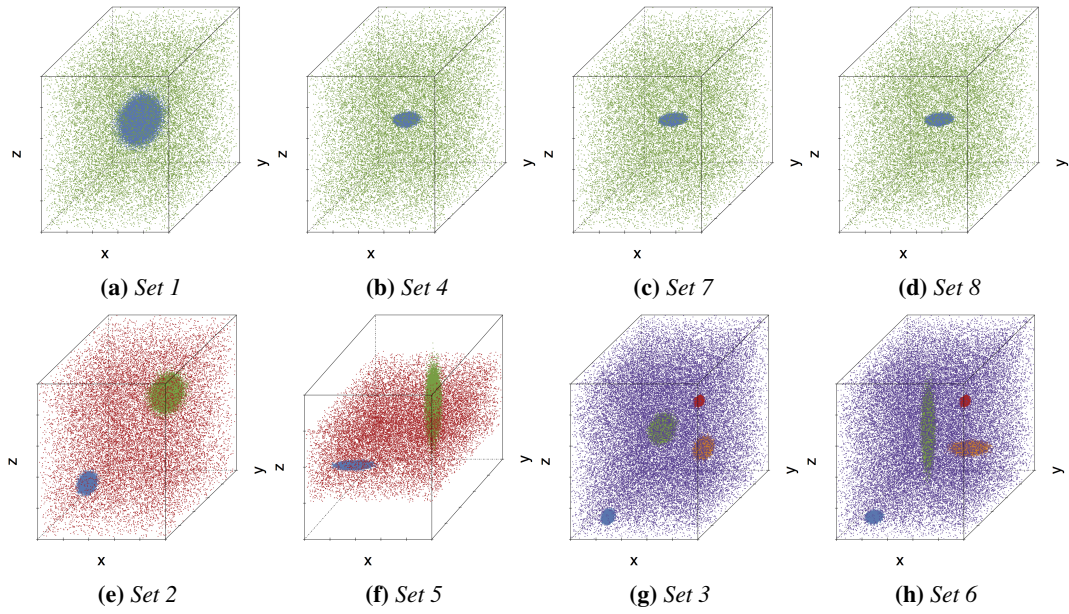 z y z y z y z y
x x x x
(a) Set 1 (b) Set 4 (c) Set 7 (d) Set 8
z y z y z y z y
x x x x
(e) Set 2 (f) Set 5 (g) Set 3 (h) Set 6